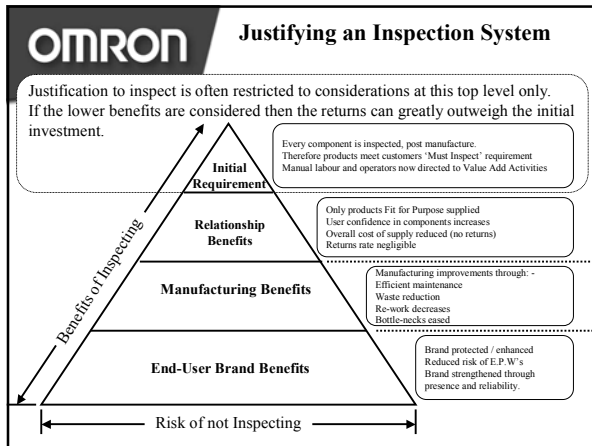 OMRON
Justifying an Inspection System
Justification to inspect is often restricted to considerations at this top level only.
If the lower benefits are considered then the returns can greatly outweigh the initial
investment.
Initial
Requirement
Every component is inspected, post manufacture.
Therefore products meet customers ‘Must Inspect’ requirement
Manual labour and operators now directed to Value Add Activities
Relationship
Benefits
Only products Fit for Purpose supplied
User confidence in components increases
Overall cost of supply reduced (no returns)
Returns rate negligible
Manufacturing Benefits
Manufacturing improvements through: -
Efficient maintenance
Waste reduction
Re-work decreases
Bottle-necks eased
End-User Brand Benefits
Brand protected / enhanced
Reduced risk of E.P.W’s
Brand strengthened through
presence and reliability.
Benefits of Inspecting
Risk of not Inspecting